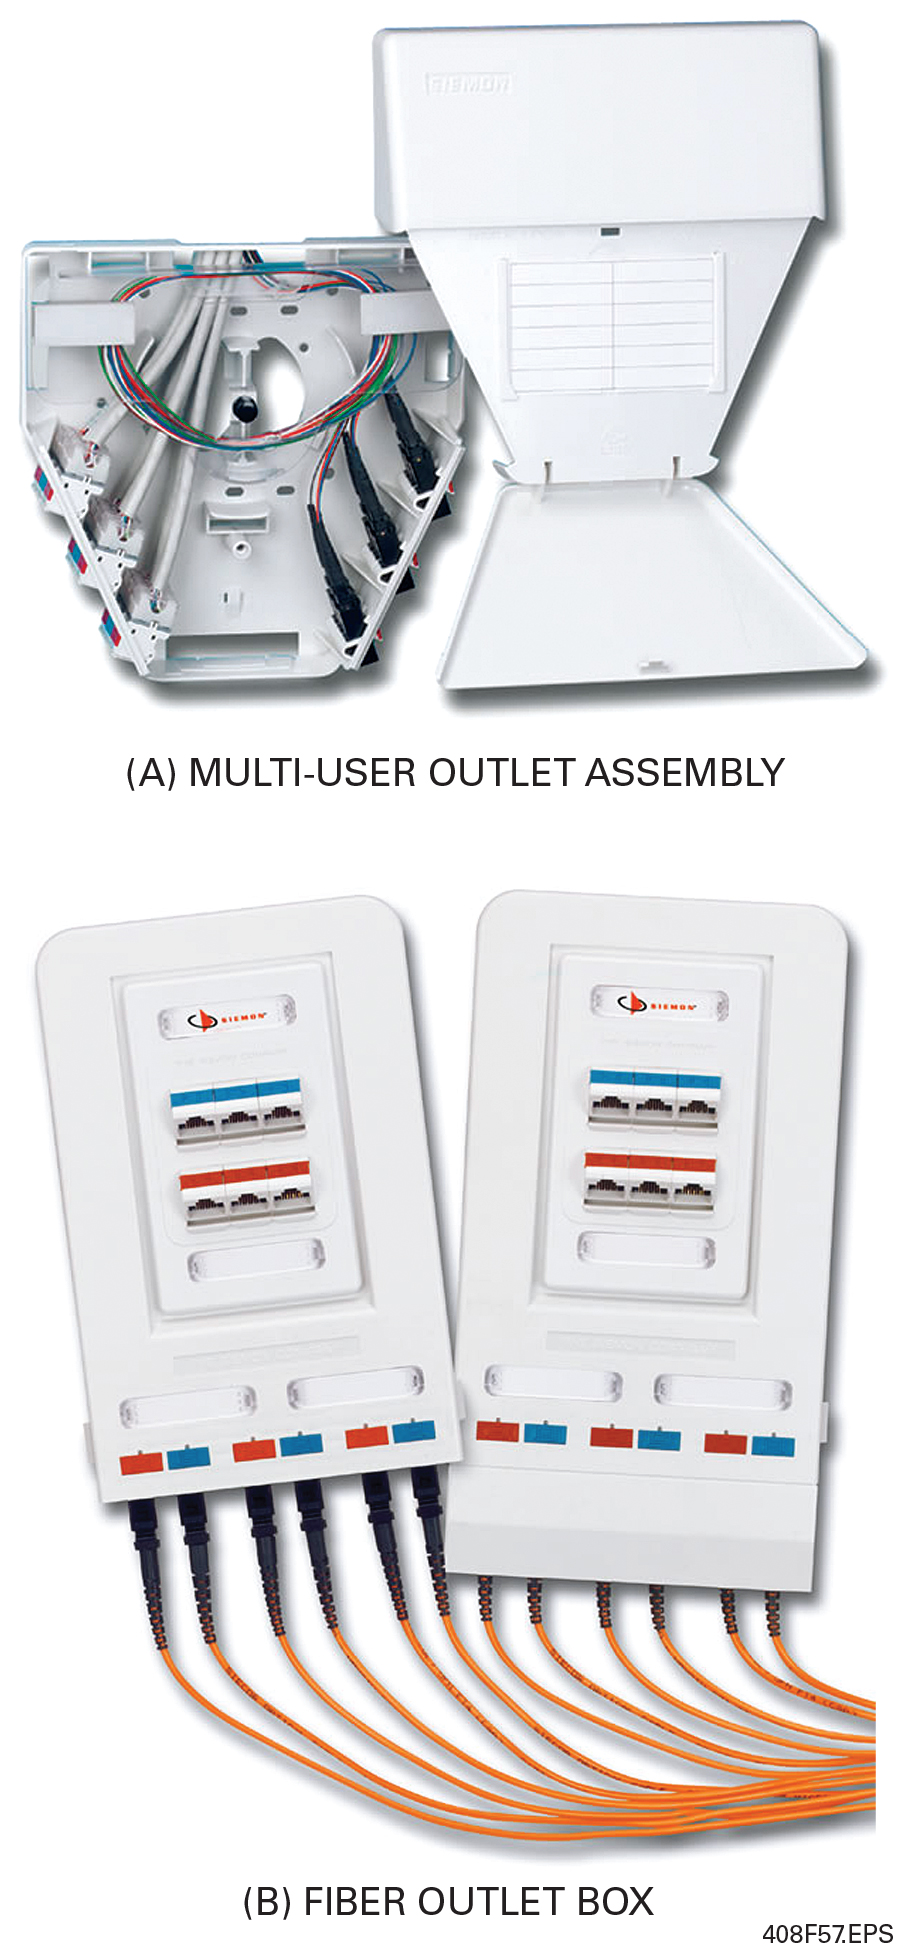 SIEMON
(A) MULTI-USER OUTLET ASSEMBLY
SIEMON
SIEMON
(B) FIBER OUTLET BOX
408F57.EPS